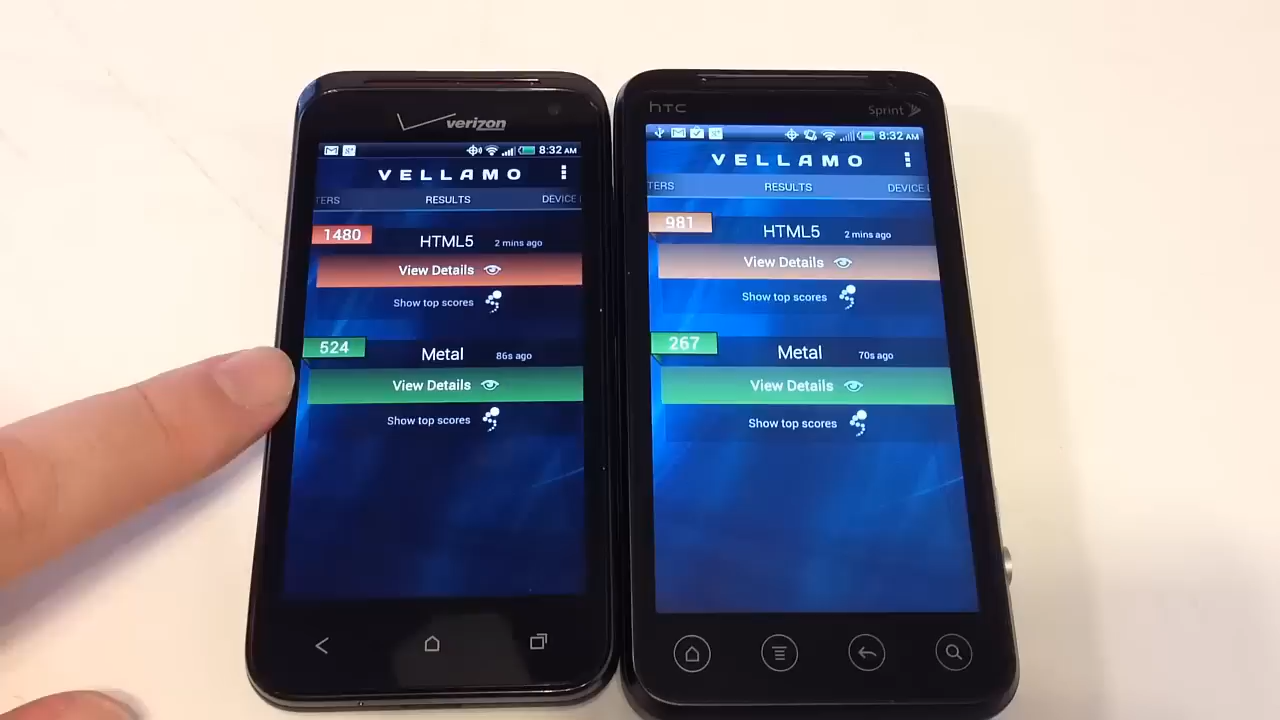 verizon
8:32 AM
VELLAMO
TERS RESULTS DEVICE
1480
HTML5 2 mins ago
View Details
Show top scores
524
Metal 86s ago
View Details
Show top scores
hTC Sprint
8:32 AM
VELLAMO
TERS RESULTS DEVICE
981
HTML5 2 mins ago
View Details
Show top scores
267
Metal 70s ago
View Details
Show top scores